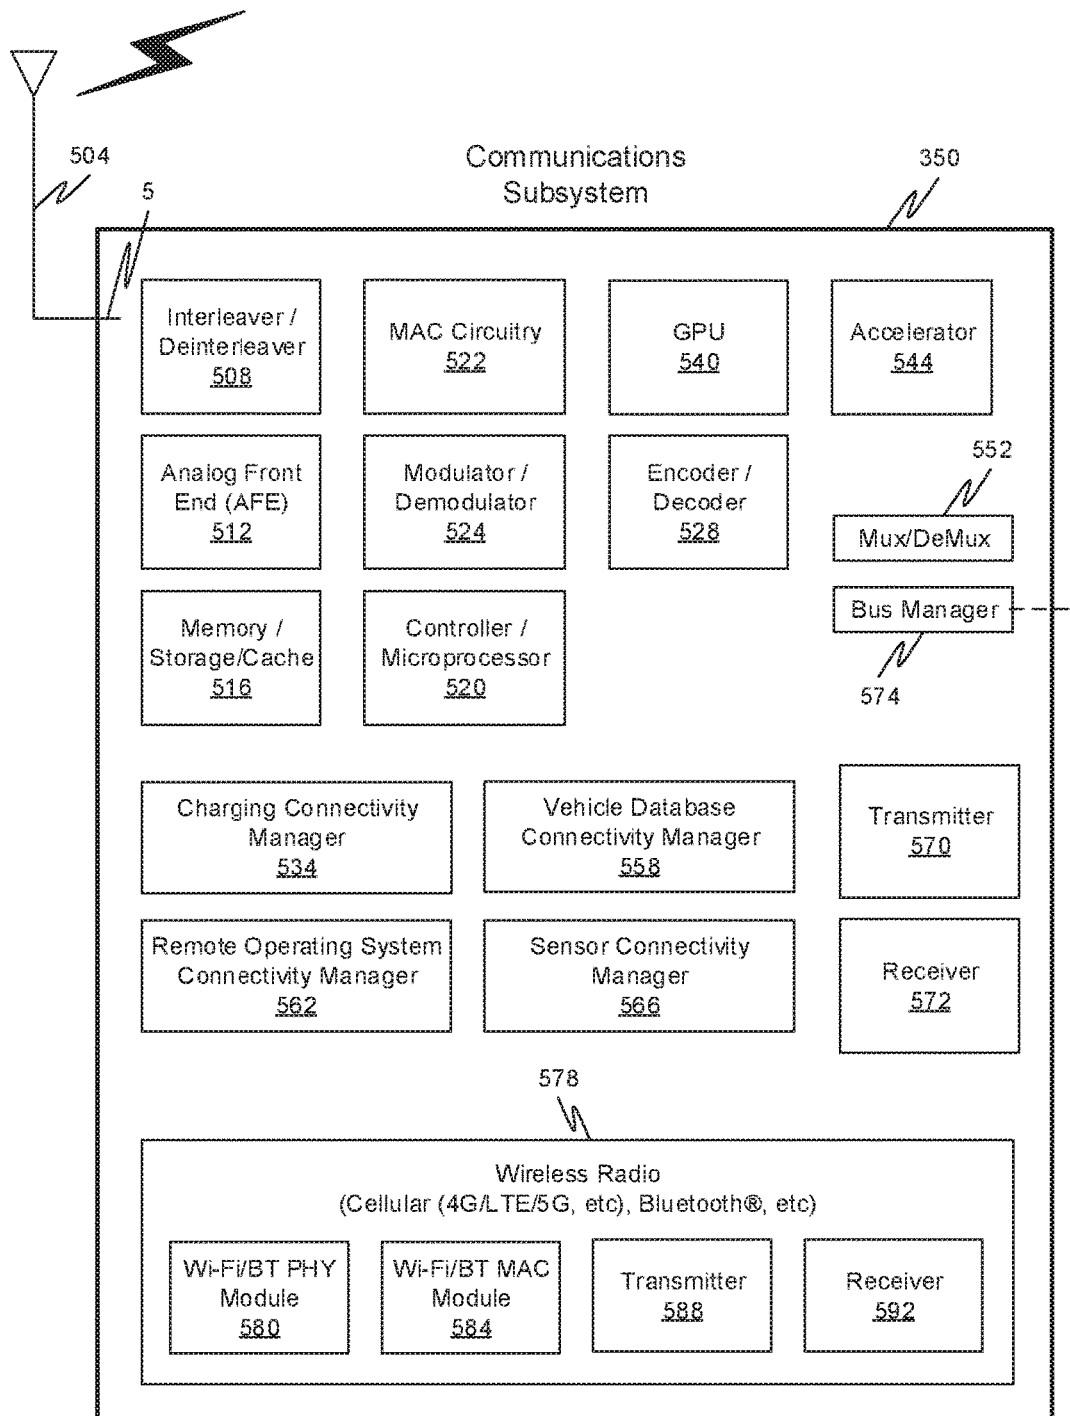 504
5
Communications
Subsystem
350
Interleaver /
Deinterleaver
508
MAC Circuitry
522
GPU
540
Accelerator
544
Analog Front
End (AFE)
512
Modulator /
Demodulator
524
Encoder /
Decoder
528
552
Mux/DeMux
Bus Manager
574
Memory /
Storage/Cache
516
Controller /
Microprocessor
520
Charging Connectivity
Manager
534
Vehicle Database
Connectivity Manager
558
Transmitter
570
Remote Operating System
Connectivity Manager
562
Sensor Connectivity
Manager
566
Receiver
572
578
Wireless Radio
(Cellular (4G/LTE/5G, etc), Bluetooth®, etc)
Wi-Fi/BT PHY
Module
580
Wi-Fi/BT MAC
Module
584
Transmitter
588
Receiver
592